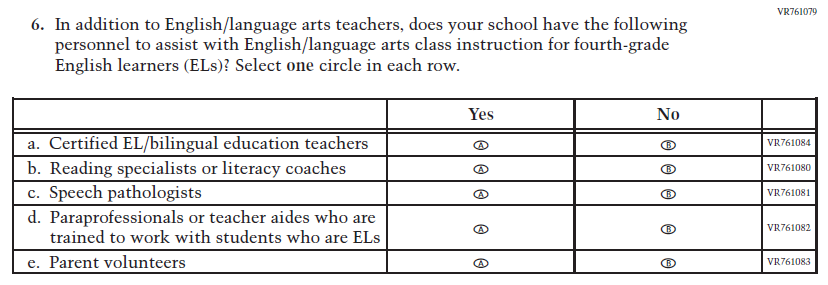 VR761079
6. In addition to English/language arts teachers, does your school have the following
personnel to assist with English/language arts class instruction for fourth-grade
English learners (ELs)? Select one circle in each row.
Yes No
a. Certified EL/bilingual education teachers A B VR761084
b. Reading specialists or literacy coaches A B VR761080
c. Speech pathologists A B VR761081
d. Paraprofessionals or teacher aides who are
trained to work with students who are ELs A B VR761082
e. Parent volunteers A B VR761083